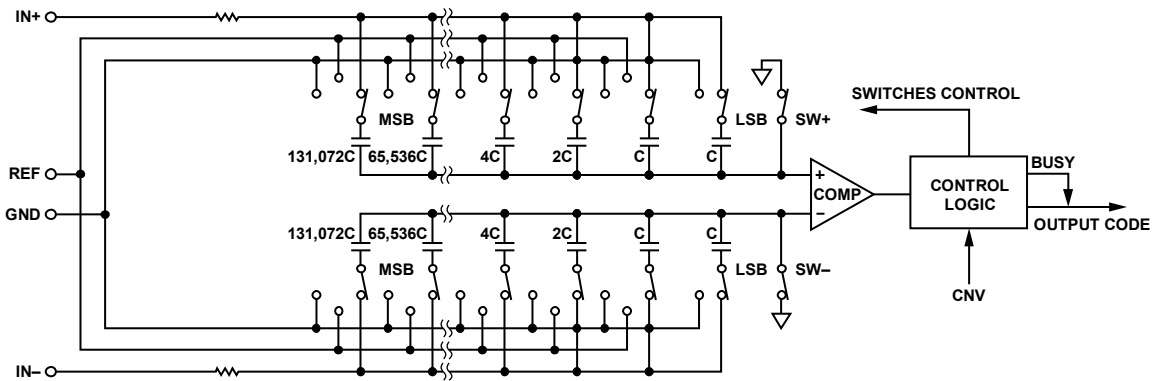 IN+
SWITCHES CONTROL
MSB
LSB
SW+
131,072C 65,536C 4C 2C C C
BUSY
REF
+
COMP
–
CONTROL
LOGIC
GND
OUTPUT CODE
131,072C 65,536C 4C 2C C C
MSB
LSB
SW–
CNV
IN–